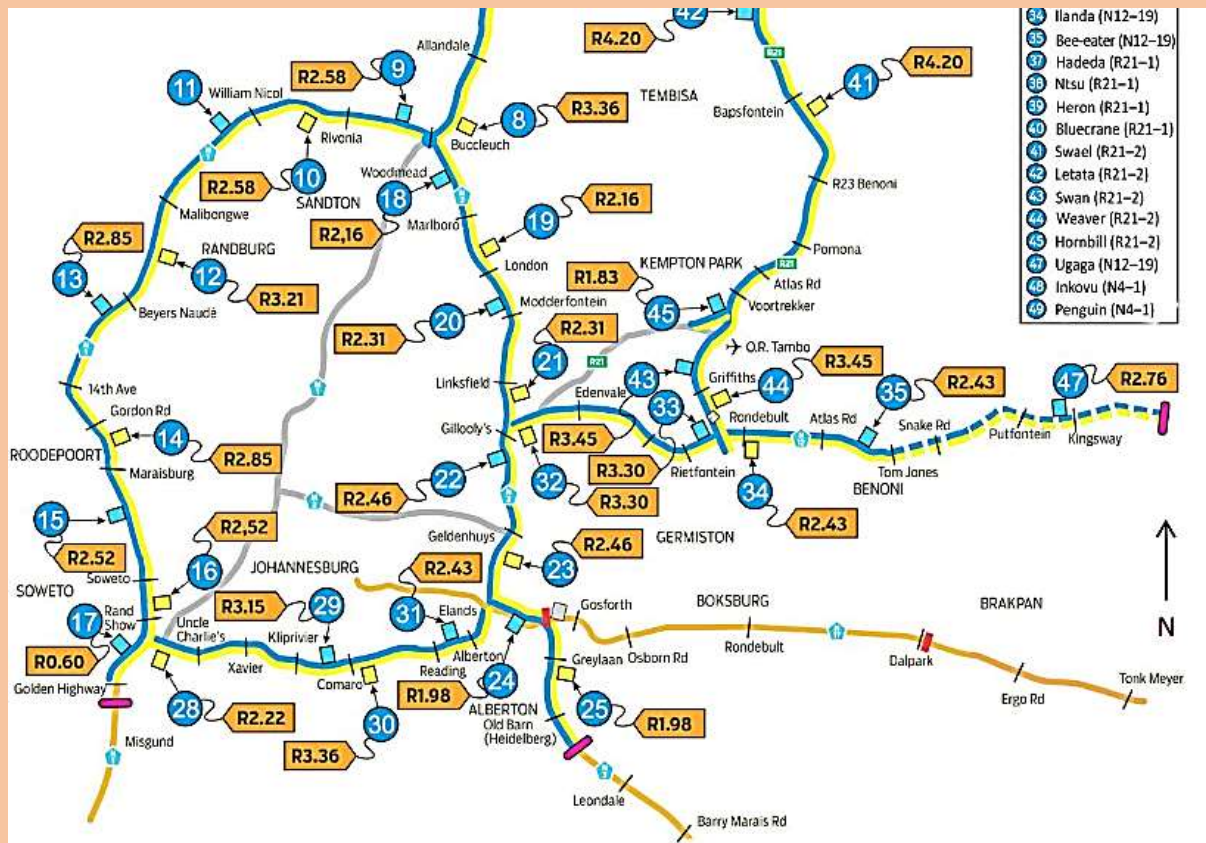 42
R4.20
R21
41
R4.20
Allandale
9
R2.58
11
William Nicol
TEMBISA
Bapsfontein
8
R3.36
Rivonia
Buccleuch
10
R2.58
SANDTON
Woodmead
18
R2,16
Marlboro
R23 Benoni
Malibongwe
19
R2.16
R2.85
13
RANDBURG
12
R3.21
London
Pomona
R1.83
KEMPTON PARK
R21
Atlas Rd
45
Voortrekker
Beyers Naudé
Modderfontein
20
R2.31
21
R2.31
R21
O.R. Tambo
14th Ave
Linksfield
Edenvale
43
Griffiths
44
R3.45
33
Rondebult
Atlas Rd
35
R2.43
Snake Rd
47
R2.76
Putfontein
Kingsway
Gordon Rd
14
R2.85
ROODEPOORT
Maraisburg
Gillooly's
R3.45
R3.30
Rietfontein
Tom Jones
BENONI
22
R2.46
32
R3.30
34
R2.43
15
R2.52
R2,52
16
Geldenhuys
GERMISTON
R2.46
23
JOHANNESBURG
R2.43
31
Soweto
SOWETO
17
Rand
Show
R0.60
R3.15
29
Uncle
Charlie's
Kliprivier
Xavier
Comaro
Elands
Reading
Alberton
24
R1.98
Gosforth
BOKSBURG
BRAKPAN
Greylaan
Osborn Rd
Rondebult
Dalpark
Ergo Rd
Tonk Meyer
Golden Highway
28
R2.22
30
R3.36
ALBERTON
Old Barn
(Heidelberg)
25
R1.98
Misgund
Leondale
Barry Marais Rd
N
34 Ilanda (N12–19)
35 Bee-eater (N12–19)
37 Hadeda (R21–1)
38 Ntsu (R21–1)
39 Heron (R21–1)
40 Bluecrane (R21–1)
41 Swael (R21–2)
42 Letata (R21–2)
43 Swan (R21–2)
44 Weaver (R21–2)
45 Hornbill (R21–2)
47 Ugaga (N12–19)
48 Inkovu (N4–1)
49 Penguin (N4–1)